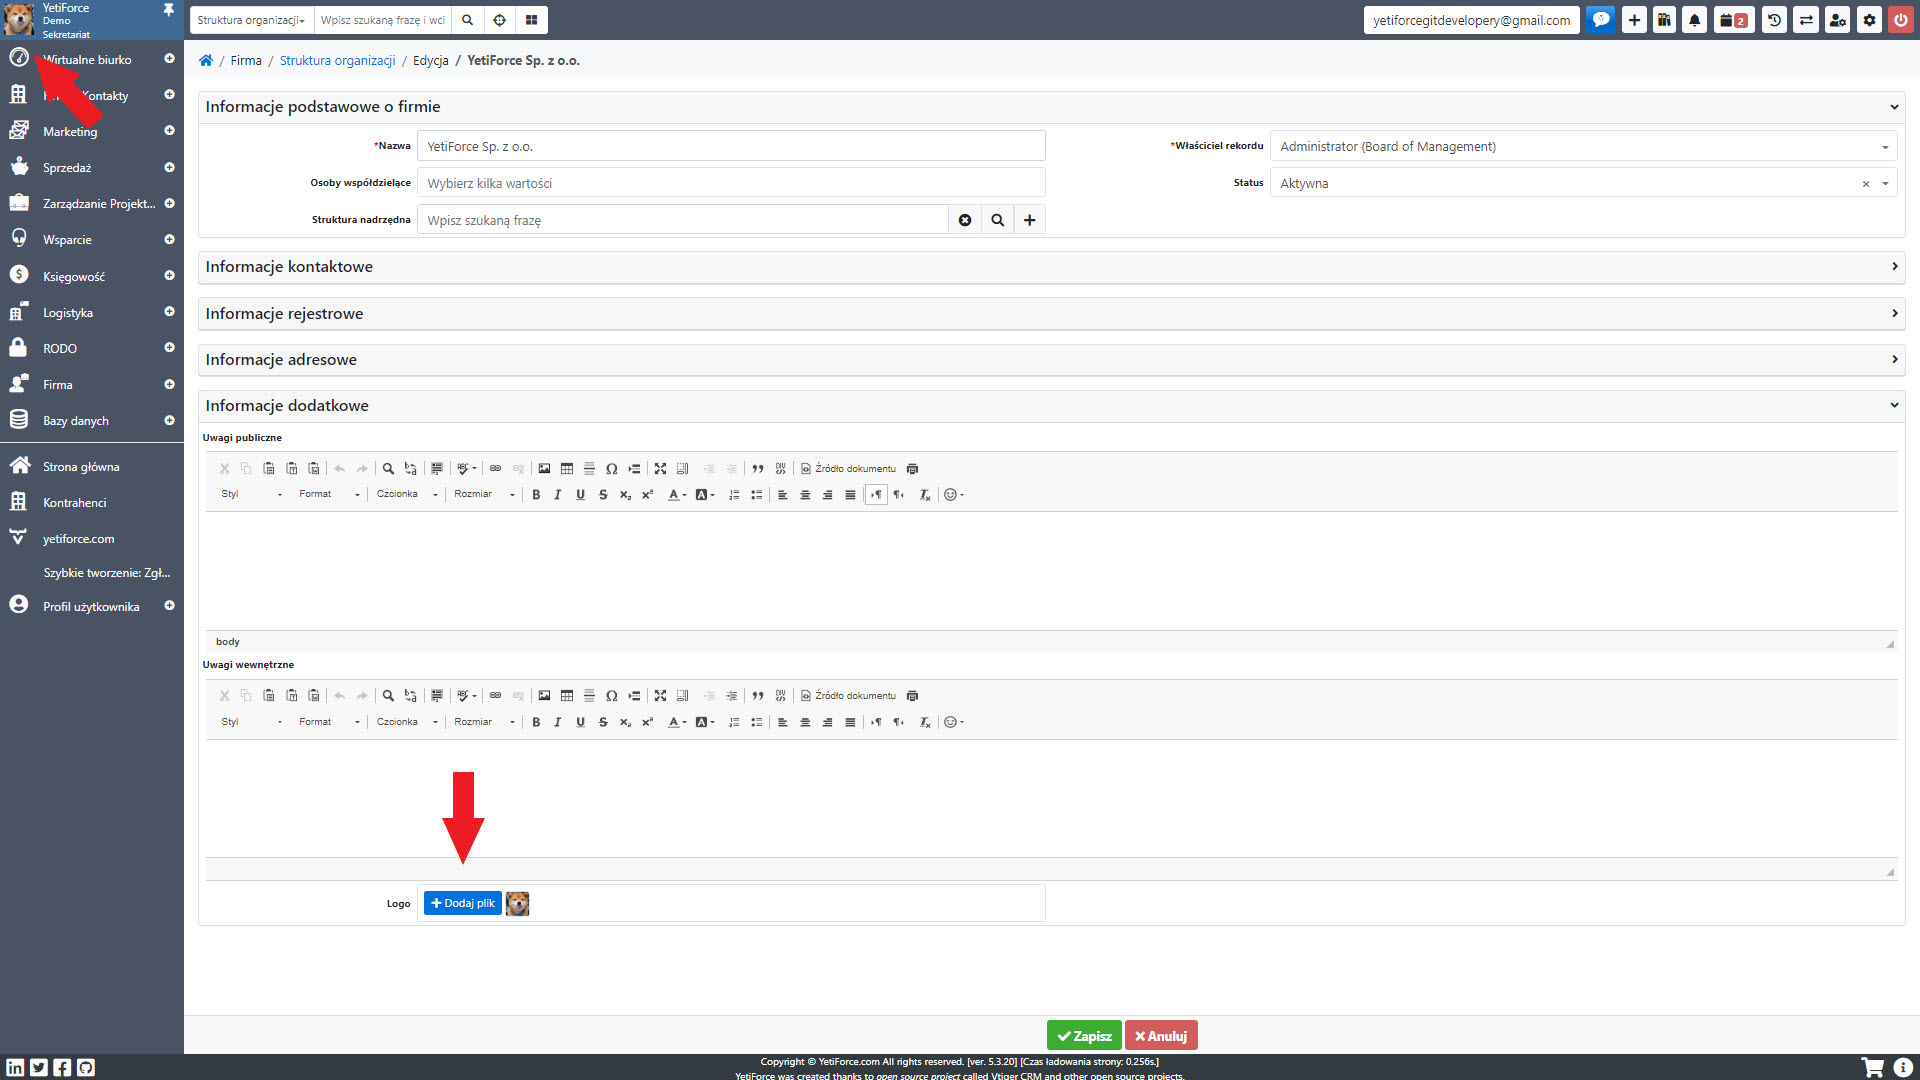 YetiForce
Demo
Sekretariat
Struktura organizacji
Wpisz szukaną frazę i wci
yetiforcegitdevelopery@gmail.com
2
Wirtualne biurko
Kontakty
Marketing
Sprzedaż
Zarządzanie Projekt...
Wsparcie
Księgowość
Logistyka
RODO
Firma
Bazy danych
Strona główna
Kontrahenci
yetiforce.com
Szybkie tworzenie: Zgł...
Profil użytkownika
/ Firma / Struktura organizacji / Edycja / YetiForce Sp. z o.o.
Informacje podstawowe o firmie
*Nazwa YetiForce Sp. z o.o.
*Właściciel rekordu Administrator (Board of Management)
Osoby współdzielące Wybierz kilka wartości
Status Aktywna
Struktura nadrzędna Wpisz szukaną frazę
Informacje kontaktowe
Informacje rejestrowe
Informacje adresowe
Informacje dodatkowe
Uwagi publiczne
Źródło dokumentu
Styl Format Czcionka Rozmiar
body
Uwagi wewnętrzne
Źródło dokumentu
Styl Format Czcionka Rozmiar
Logo Dodaj plik
Zapisz Anuluj
Copyright © YetiForce.com All rights reserved. [ver. 5.3.20] [Czas ładowania strony: 0.256s.]
YetiForce was created thanks to open source project called Vtiger CRM and other open source projects.